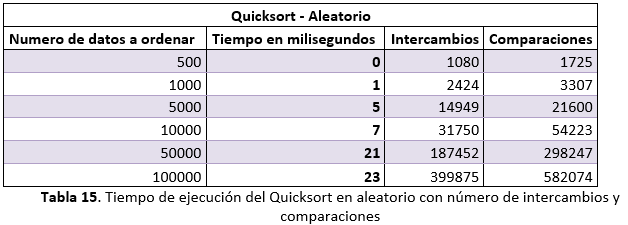 Quicksort - Aleatorio
Numero de datos a ordenar Tiempo en milisegundos Intercambios Comparaciones
500 0 1080 1725
1000 1 2424 3307
5000 5 14949 21600
10000 7 31750 54223
50000 21 187452 298247
100000 23 399875 582074
Tabla 15. Tiempo de ejecución del Quicksort en aleatorio con número de intercambios y
comparaciones